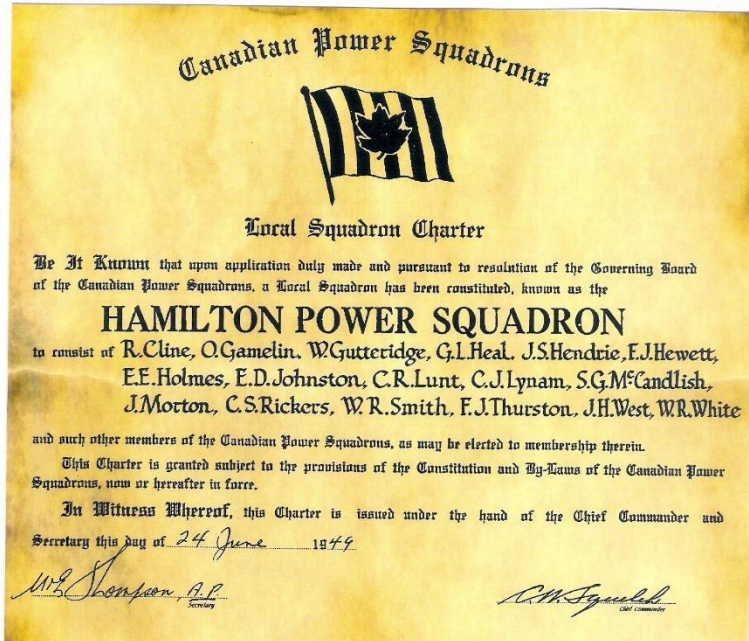 Canadian Power Squadrons
Local Squadron Charter
Be It Known that upon application duly made and pursuant to resolution of the Governing Board
of the Canadian Power Squadrons, a Local Squadron has been constituted, known as the
HAMILTON POWER SQUADRON
to consist of R.Cline, O.Gamelin. W.Gutteridge, G.L.Heal. J.S.Hendrie, F.J.Hewett,
E.E.Holmes, E.D.Johnston, C.R.Lunt, C.J.Lynam, S.G.McCandlish,
J.Morton, C.S.Rickers, W.R.Smith, F.J.Thurston, J.H.West, W.R.White
and such other members of the Canadian Power Squadrons, as may be elected to membership therein.
This Charter is granted subject to the provisions of the Constitution and By-Laws of the Canadian Power
Squadrons, now or hereafter in force.
In Witness Whereof, this Charter is issued under the hand of the Chief Commander and
Secretary this day of 24 June 1949
Thompson, A.P.
Secretary
Chief Commander